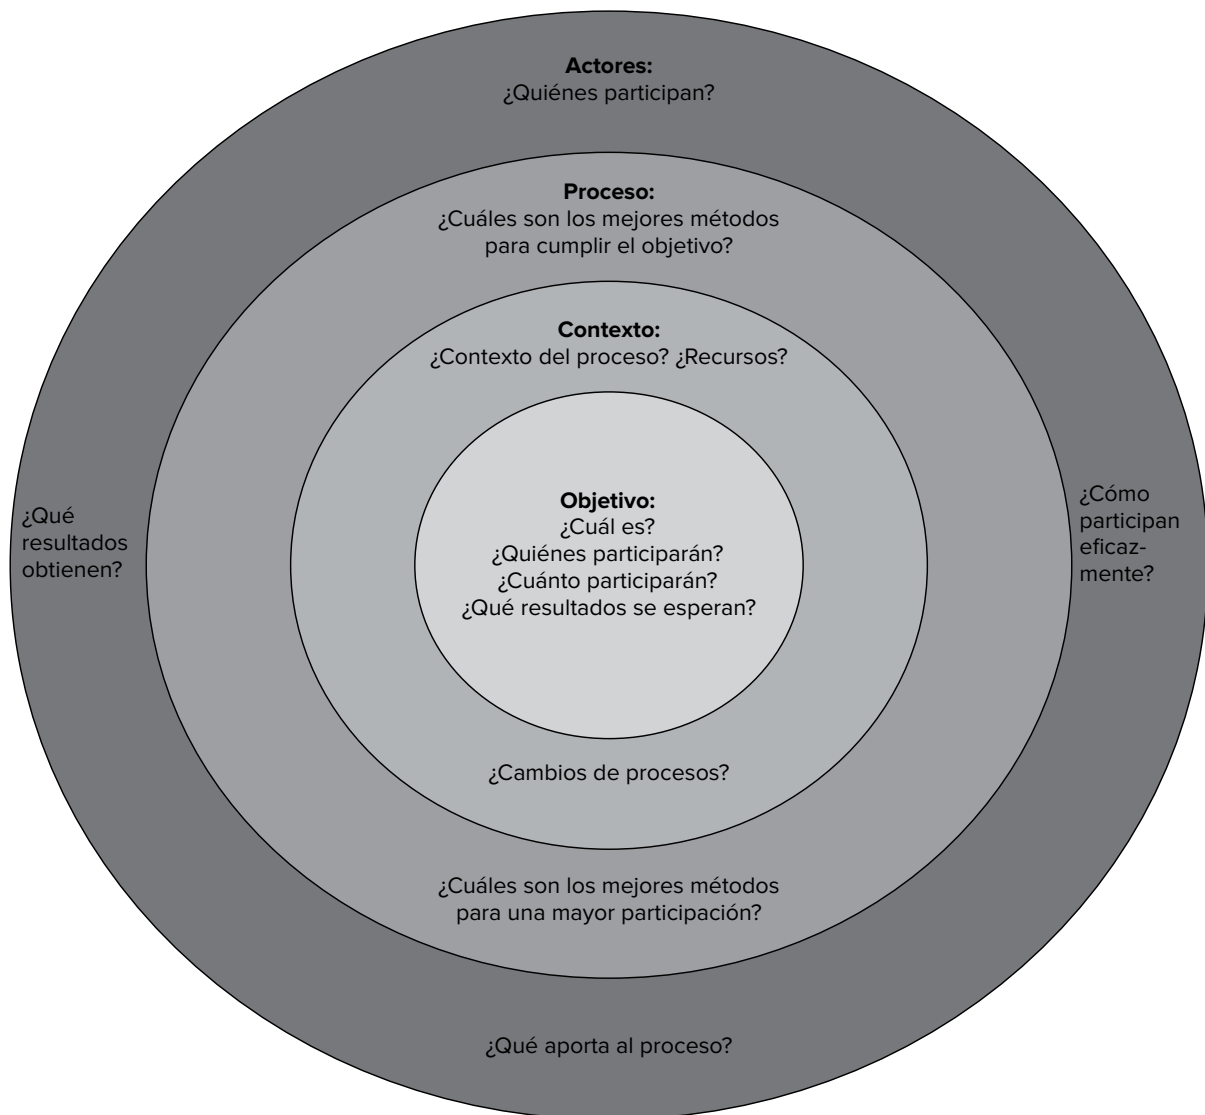 Actores:
¿Quiénes participan?
Proceso:
¿Cuáles son los mejores métodos
para cumplir el objetivo?
Contexto:
¿Contexto del proceso? ¿Recursos?
Objetivo:
¿Cuál es?
¿Quiénes participarán?
¿Cuánto participarán?
¿Qué resultados se esperan?
¿Qué
resultados
obtienen?
¿Cómo
participan
eficaz-
mente?
¿Cambios de procesos?
¿Cuáles son los mejores métodos
para una mayor participación?
¿Qué aporta al proceso?